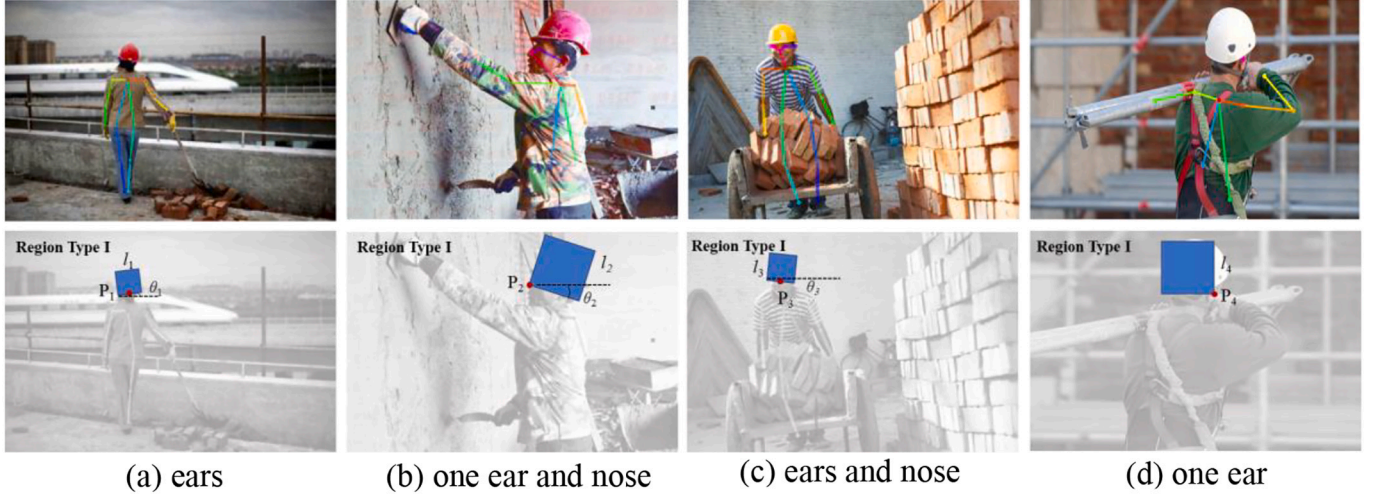 Region Type I
l₁
P₁
θ₁
Region Type I
l₂
P₂
θ₂
Region Type I
l₃
P₃
θ₃
Region Type I
l₄
P₄
(a) ears
(b) one ear and nose
(c) ears and nose
(d) one ear